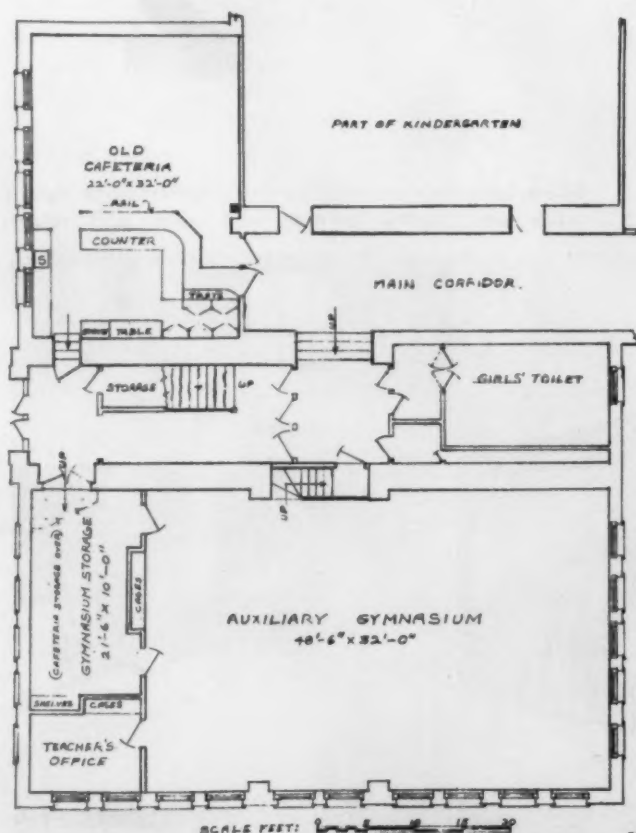 PART OF KINDERGARTEN
OLD
CAFETERIA
22'-0" x 32'-0"
RAIL
COUNTER
S
TRAYS
MAIN CORRIDOR.
TABLE
UP
STORAGE
UP
GIRLS' TOILET
UP
UP
(CAFETERIA STORAGE OVER)
GYMNASIUM STORAGE
21'-6" x 10'-0"
CAGES
AUXILIARY GYMNASIUM
48'-6" x 32'-0"
SHELVES
CAGES
TEACHER'S
OFFICE
SCALE FEET: 0 5 10 15 20